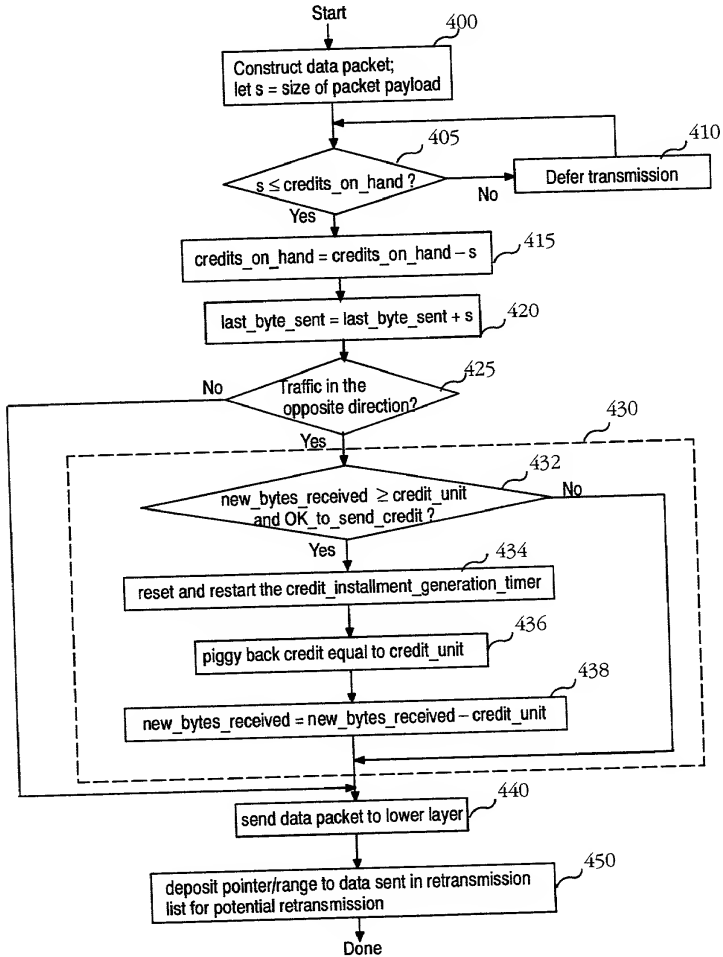 Start
400
Construct data packet;
let s = size of packet payload
405
410
s ≤ credits_on_hand ?
Defer transmission
No
Yes
credits_on_hand = credits_on_hand – s
415
last_byte_sent = last_byte_sent + s
420
425
No
Traffic in the
opposite direction?
Yes
430
432
new_bytes_received ≥ credit_unit
and OK_to_send_credit ?
No
Yes
434
reset and restart the credit_installment_generation_timer
436
piggy back credit equal to credit_unit
438
new_bytes_received = new_bytes_received – credit_unit
440
send data packet to lower layer
450
deposit pointer/range to data sent in retransmission
list for potential retransmission
Done